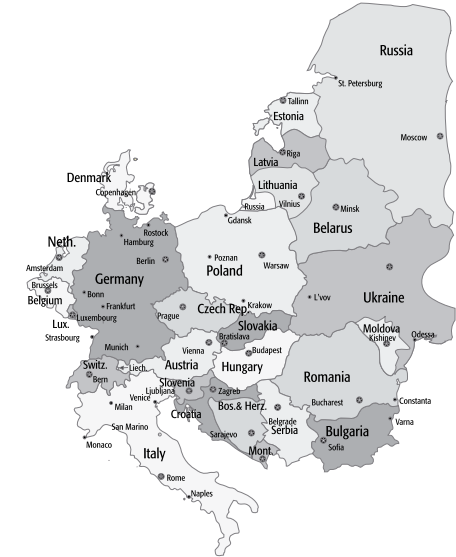 Russia
St. Petersburg
Tallinn
Estonia
Moscow
Riga
Latvia
Denmark
Lithuania
Copenhagen
Vilnius
Russia
Minsk
Gdansk
Belarus
Rostock
Hamburg
Neth.
Berlin
Poznan
Warsaw
Amsterdam
Poland
Germany
Brussels
Bonn
L'vov
Ukraine
Belgium
Frankfurt
Krakow
Czech Rep.
Lux.
Luxembourg
Prague
Slovakia
Moldova
Strasbourg
Bratislava
Kishigev
Odessa
Munich
Vienna
Budapest
Switz.
Liech.
Austria
Hungary
Bern
Slovenia
Romania
Ljubljana
Zagreb
Venice
Bucharest
Constanta
Milan
Croatia
Bos.& Herz.
Belgrade
Varna
San Marino
Serbia
Bulgaria
Monaco
Sarajevo
Sofia
Italy
Mont.
Rome
Naples